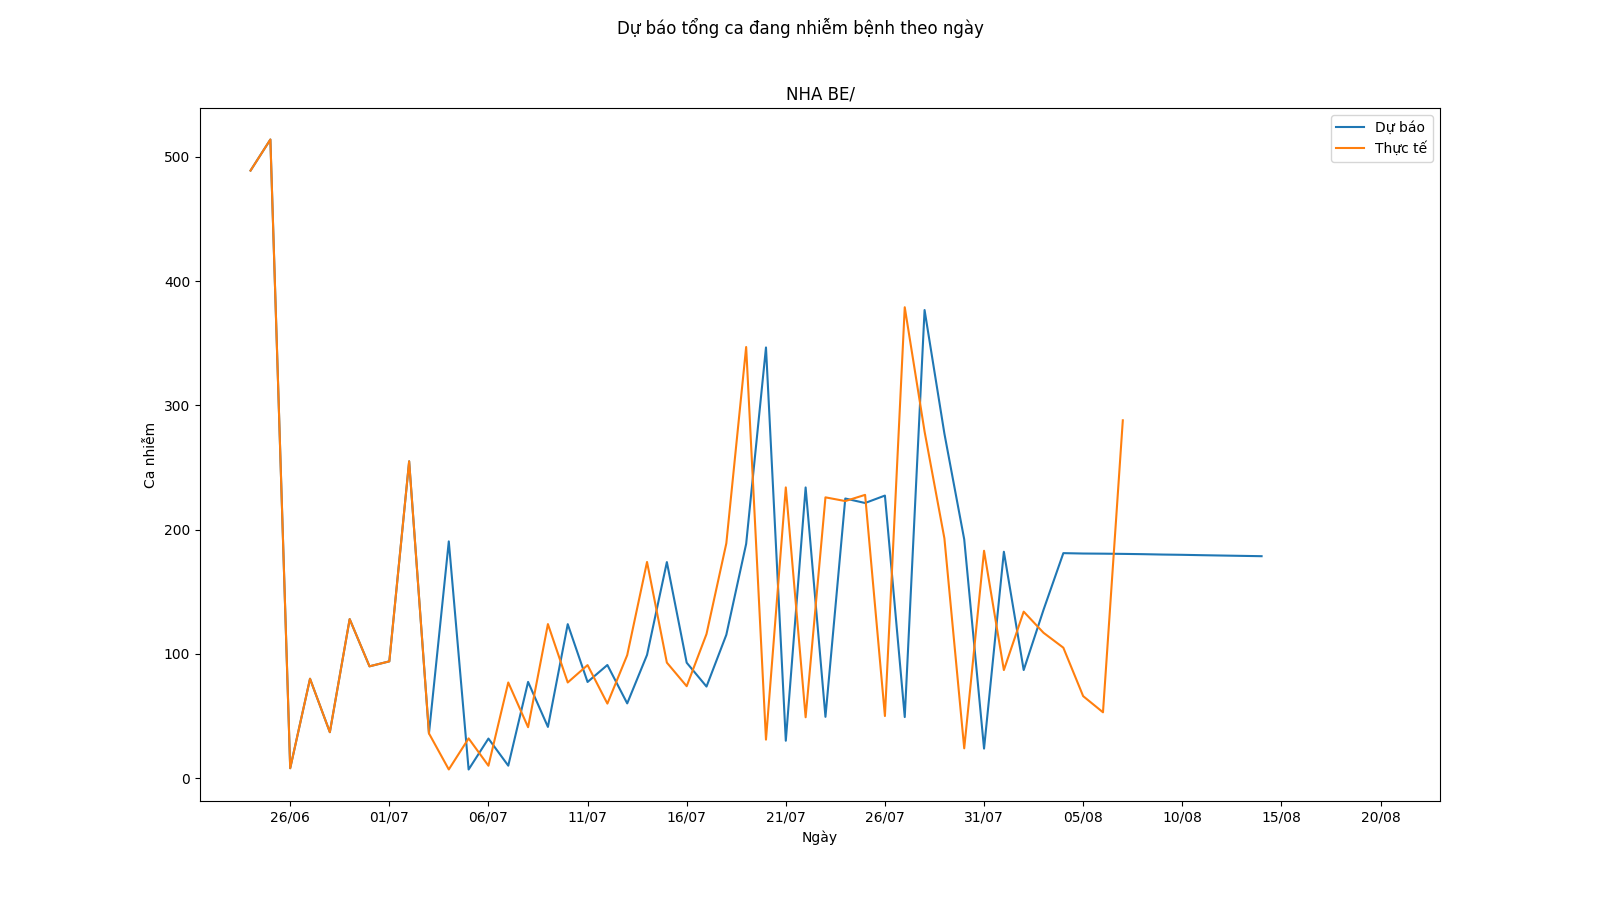 Dự báo tổng ca đang nhiễm bệnh theo ngày
NHA BE/
Dự báo
Thực tế
500
400
300
200
100
0
Ca nhiễm
26/06 01/07 06/07 11/07 16/07 21/07 26/07 31/07 05/08 10/08 15/08 20/08
Ngày